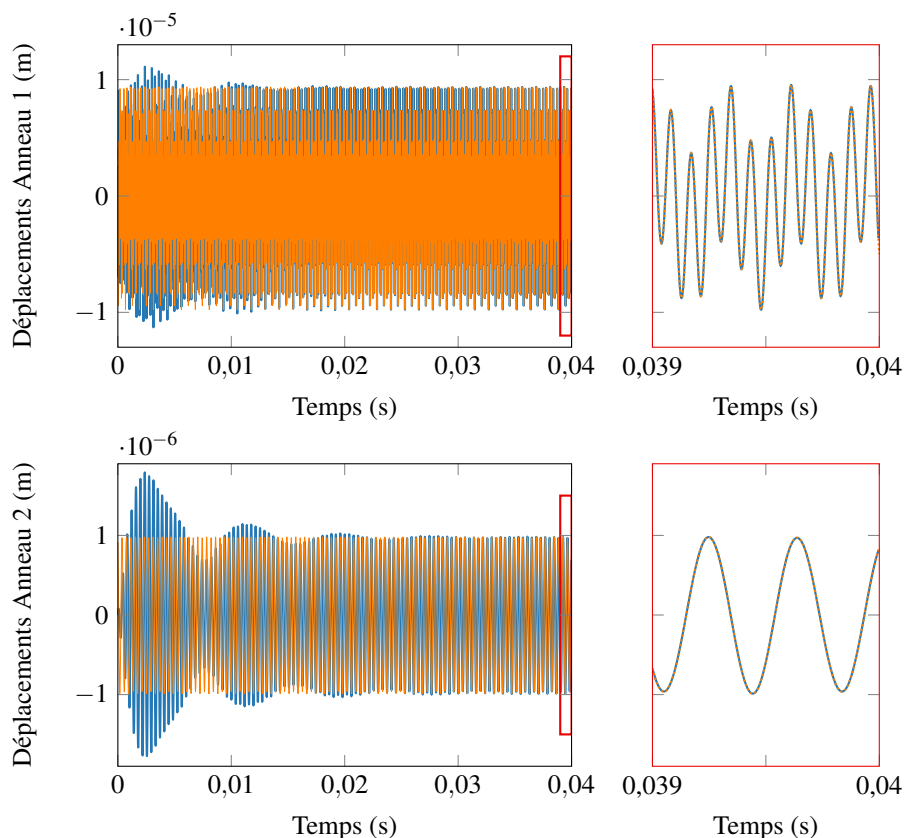 ·10−5
Déplacements Anneau 1 (m)
1
0
−1
0 0,01 0,02 0,03 0,04
Temps (s)
0,039 0,04
Temps (s)
·10−6
Déplacements Anneau 2 (m)
1
0
−1
0 0,01 0,02 0,03 0,04
Temps (s)
0,039 0,04
Temps (s)